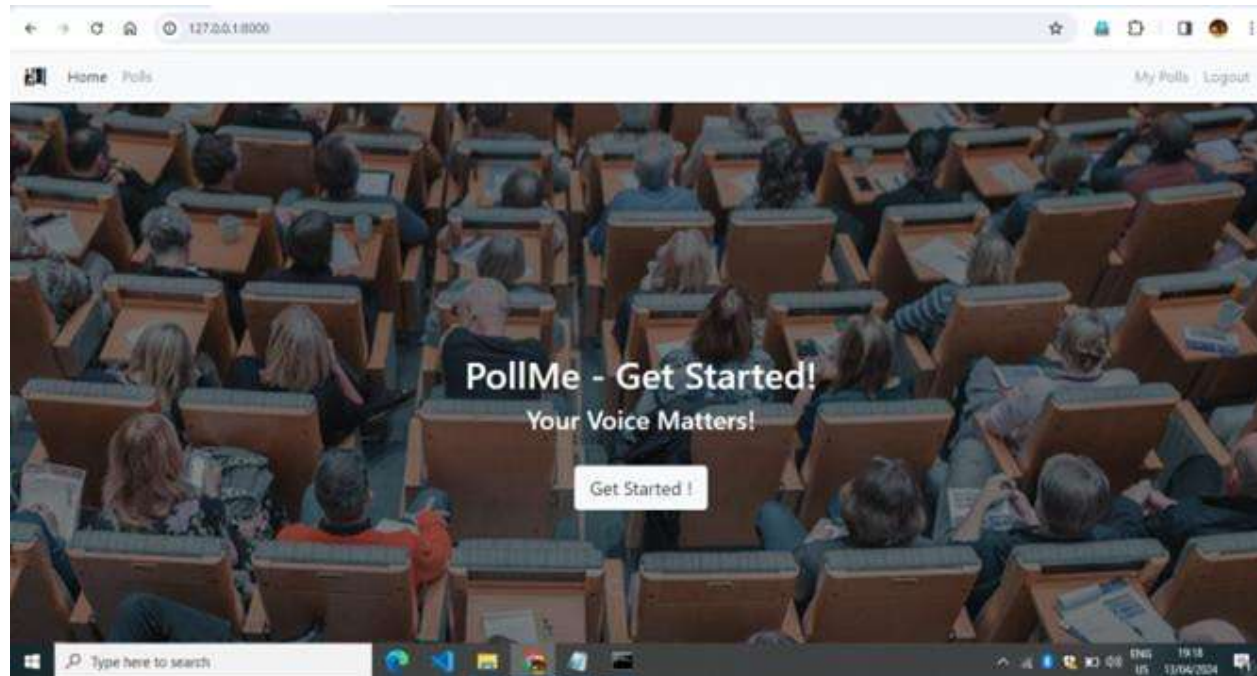 127.0.0.1:8000
Home Polls My Polls Logout
PollMe - Get Started!
Your Voice Matters!
Get Started !
Type here to search
ENG 19:18
US 13/04/2024